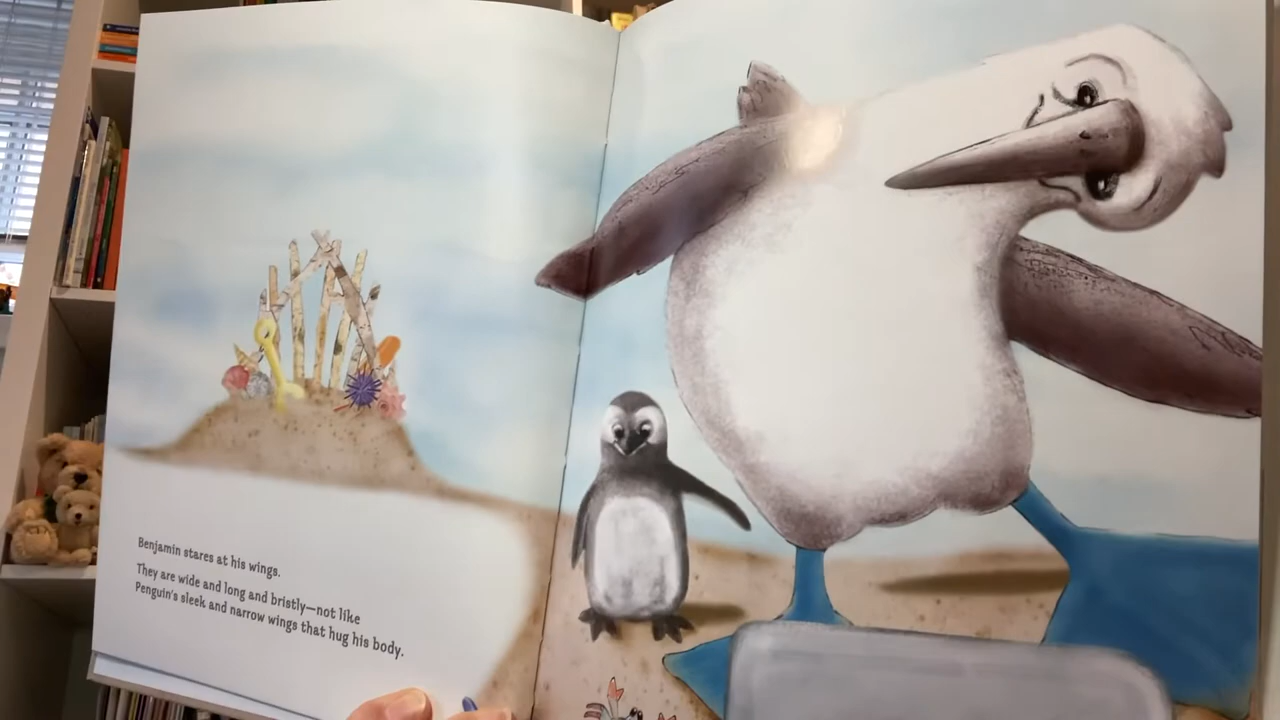 Benjamin stares at his wings.
They are wide and long and bristly—not like
Penguin's sleek and narrow wings that hug his body.